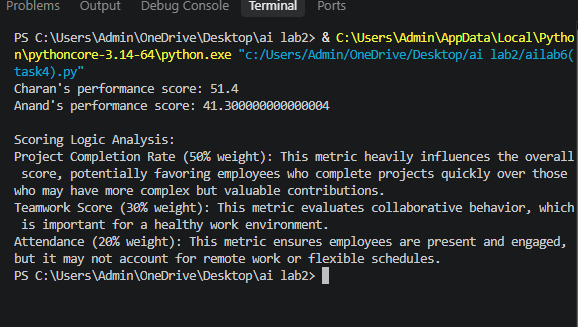 Problems Output Debug Console Terminal Ports
PS C:\Users\Admin\OneDrive\Desktop\ai lab2> & C:\Users\Admin\AppData\Local\Pytho
n\pythoncore-3.14-64\python.exe "c:/Users/Admin/OneDrive/Desktop/ai lab2/ailab6(
task4).py"
Charan's performance score: 51.4
Anand's performance score: 41.300000000000004
Scoring Logic Analysis:
Project Completion Rate (50% weight): This metric heavily influences the overall
score, potentially favoring employees who complete projects quickly over those
who may have more complex but valuable contributions.
Teamwork Score (30% weight): This metric evaluates collaborative behavior, which
is important for a healthy work environment.
Attendance (20% weight): This metric ensures employees are present and engaged,
but it may not account for remote work or flexible schedules.
PS C:\Users\Admin\OneDrive\Desktop\ai lab2>